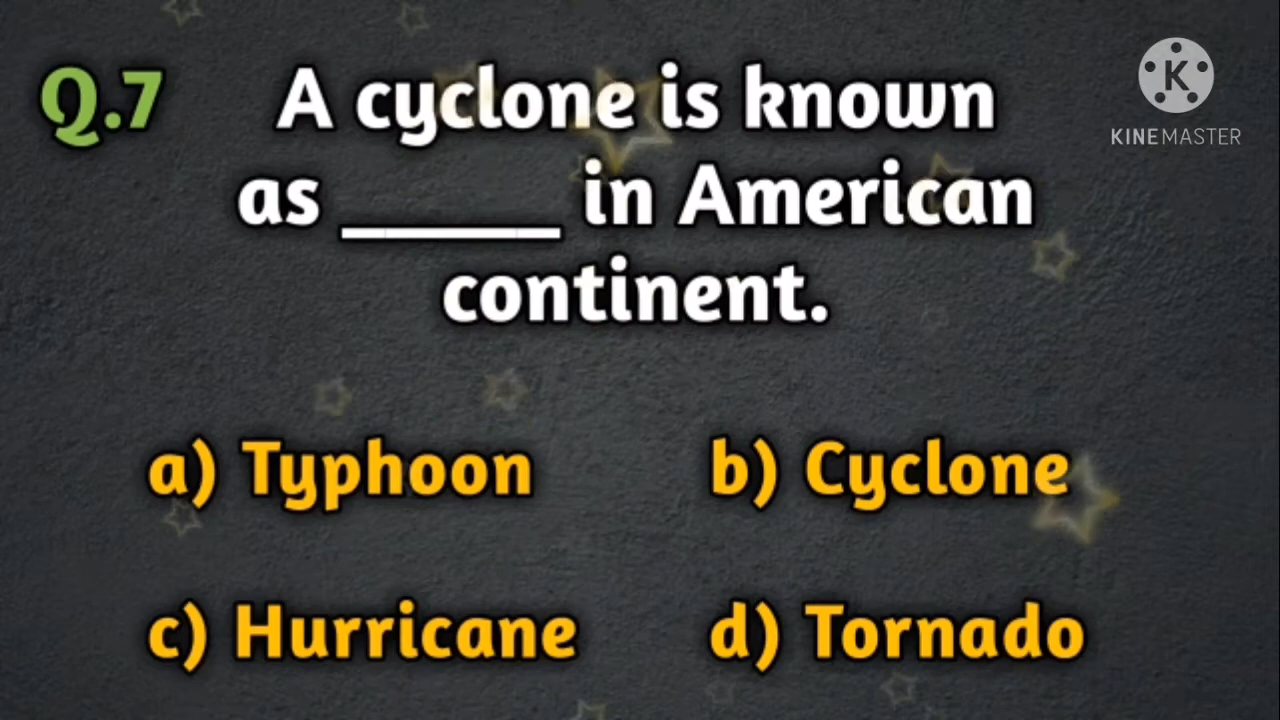 Q.7 A cyclone is known
as _____ in American
continent.
KINEMASTER
a) Typhoon b) Cyclone
c) Hurricane d) Tornado